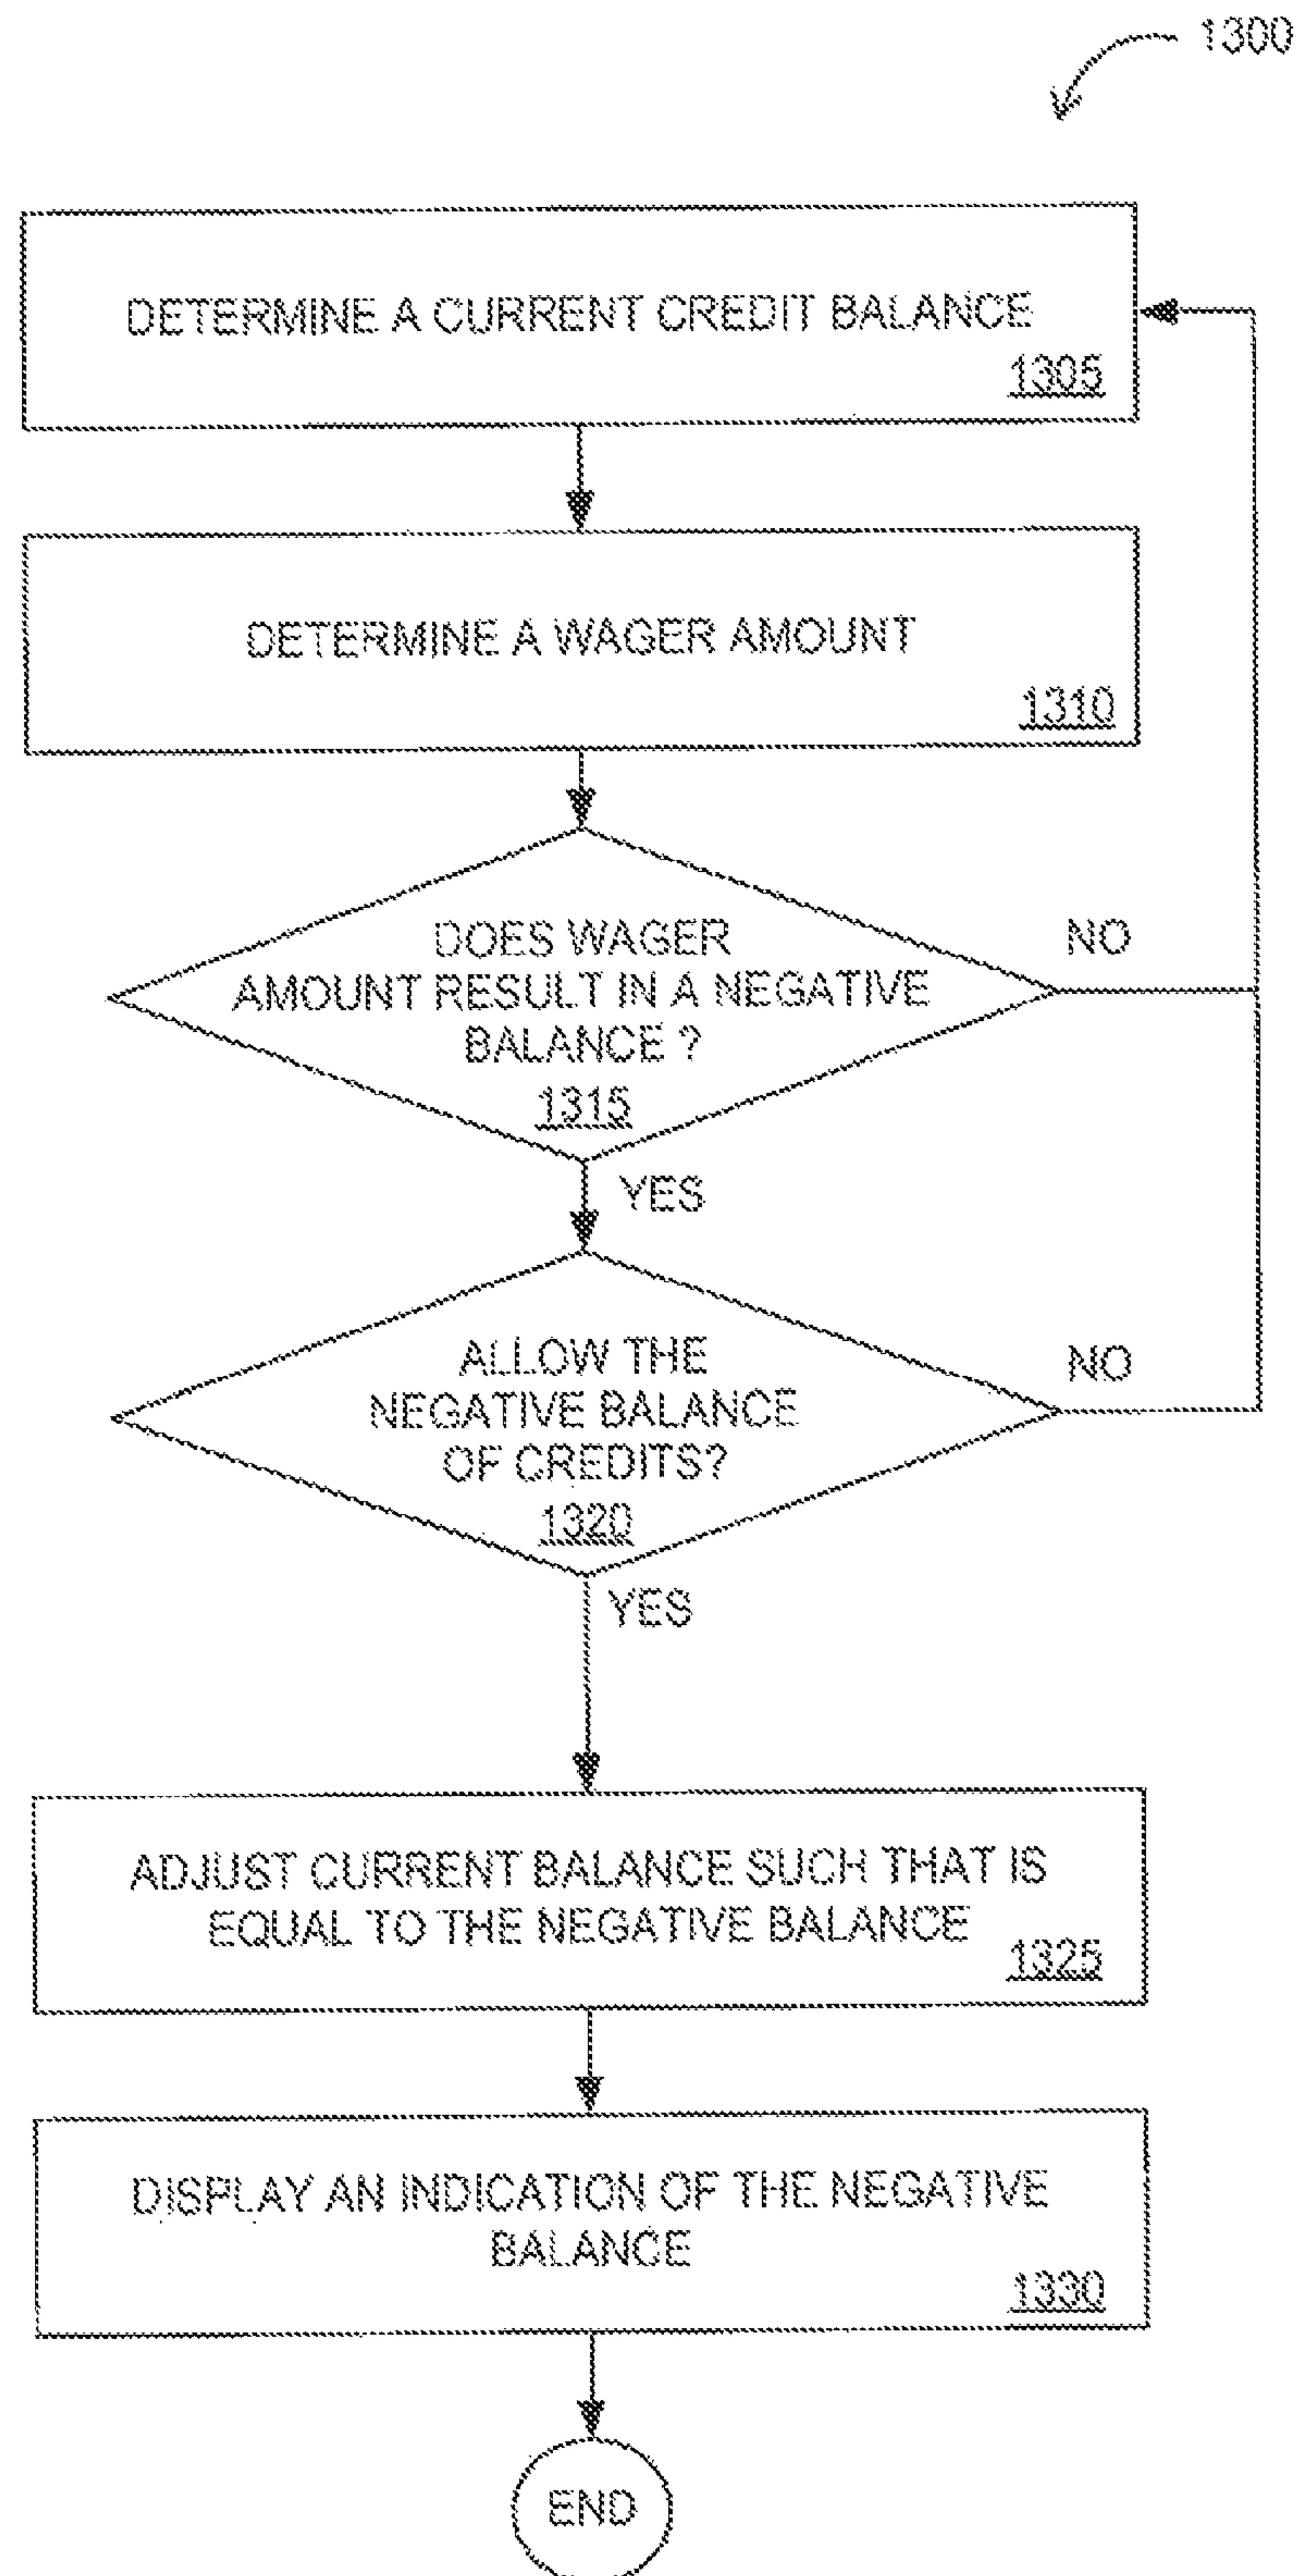 1300
DETERMINE A CURRENT CREDIT BALANCE
1305
DETERMINE A WAGER AMOUNT
1310
DOES WAGER
AMOUNT RESULT IN A NEGATIVE
BALANCE ?
1315
NO
YES
ALLOW THE
NEGATIVE BALANCE
OF CREDITS?
1320
NO
YES
ADJUST CURRENT BALANCE SUCH THAT IS
EQUAL TO THE NEGATIVE BALANCE
1325
DISPLAY AN INDICATION OF THE NEGATIVE
BALANCE
1330
END